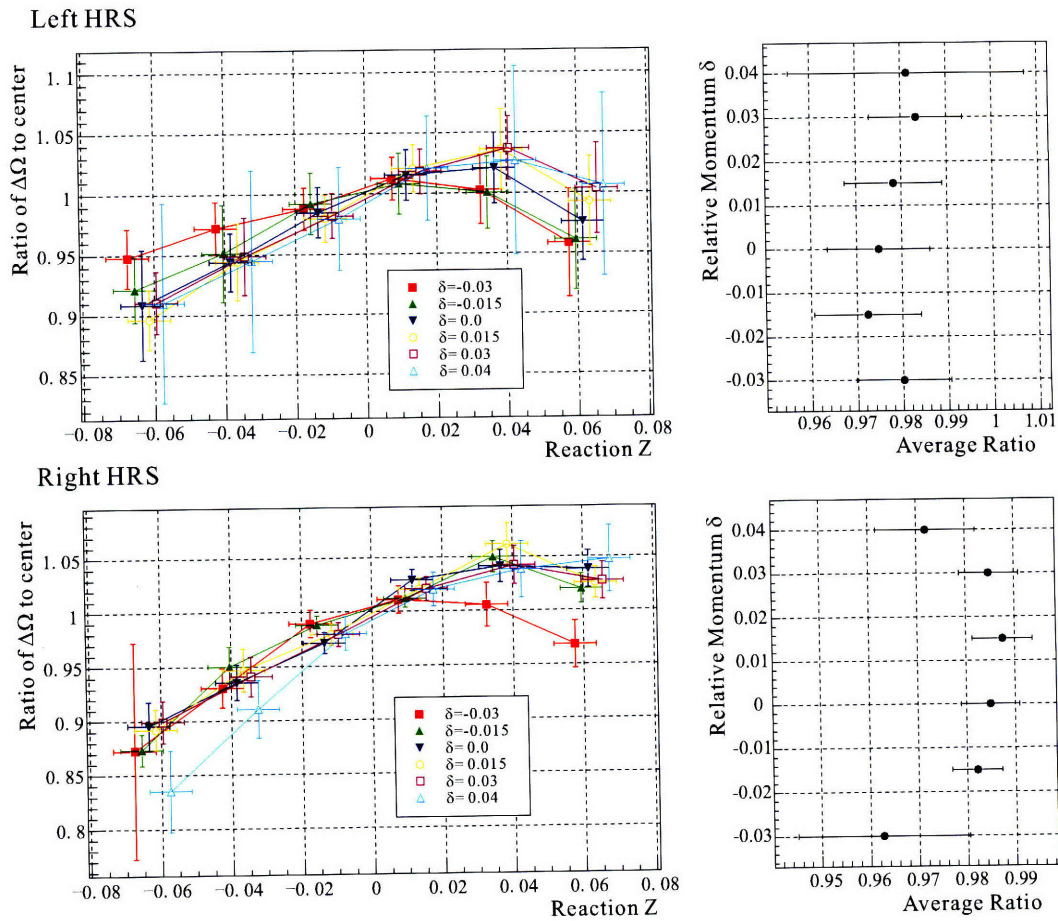 Left HRS
Ratio of ΔΩ to center
1.1
1.05
1
0.95
0.9
0.85
δ=-0.03
δ=-0.015
δ= 0.0
δ= 0.015
δ= 0.03
δ= 0.04
−0.08 −0.06 −0.04 −0.02 0 0.02 0.04 0.06 0.08
Reaction Z
Relative Momentum δ
0.04
0.03
0.02
0.01
0
-0.01
-0.02
-0.03
0.96 0.97 0.98 0.99 1 1.01
Average Ratio
Right HRS
Ratio of ΔΩ to center
1.05
1
0.95
0.9
0.85
0.8
δ=-0.03
δ=-0.015
δ= 0.0
δ= 0.015
δ= 0.03
δ= 0.04
−0.08 −0.06 −0.04 −0.02 0 0.02 0.04 0.06 0.08
Reaction Z
Relative Momentum δ
0.04
0.03
0.02
0.01
0
-0.01
-0.02
-0.03
0.95 0.96 0.97 0.98 0.99
Average Ratio